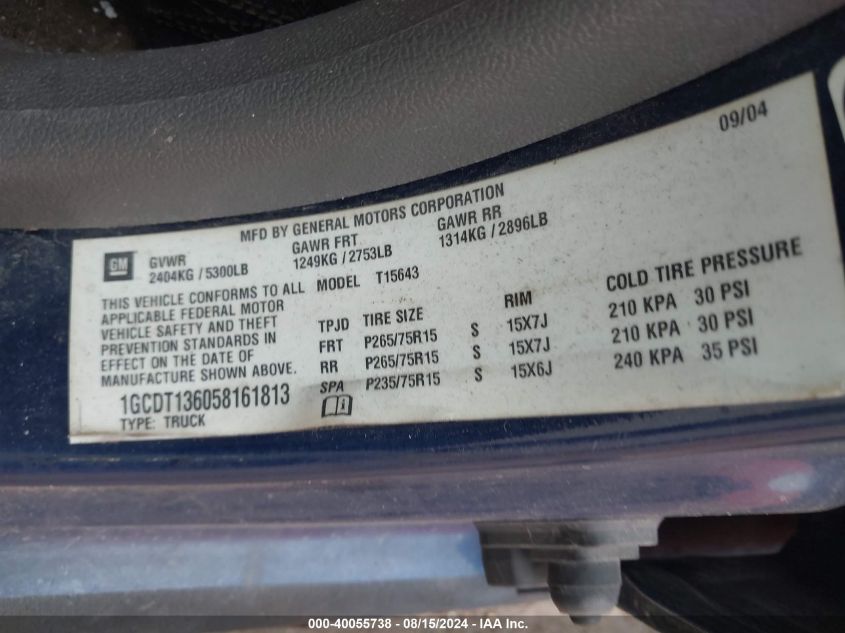 09/04
MFD BY GENERAL MOTORS CORPORATION
GM
GVWR GAWR FRT GAWR RR
2404KG / 5300LB 1249KG / 2753LB 1314KG / 2896LB
THIS VEHICLE CONFORMS TO ALL
APPLICABLE FEDERAL MOTOR
VEHICLE SAFETY AND THEFT
PREVENTION STANDARDS IN
EFFECT ON THE DATE OF
MANUFACTURE SHOWN ABOVE.
1GCDT136058161813
TYPE: TRUCK
MODEL T15643
TPJD TIRE SIZE RIM COLD TIRE PRESSURE
FRT P265/75R15 S 15X7J 210 KPA 30 PSI
RR P265/75R15 S 15X7J 210 KPA 30 PSI
SPA P235/75R15 S 15X6J 240 KPA 35 PSI
000-40055738 - 08/15/2024 - IAA Inc.